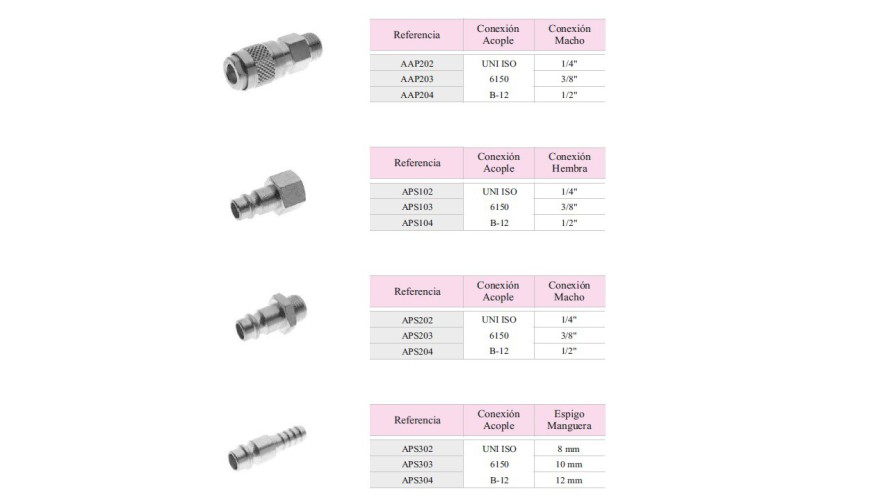 Referencia Conexión Acople Conexión Macho
AAP202 UNI ISO 1/4"
AAP203 6150 3/8"
AAP204 B-12 1/2"
Referencia Conexión Acople Conexión Hembra
APS102 UNI ISO 1/4"
APS103 6150 3/8"
APS104 B-12 1/2"
Referencia Conexión Acople Conexión Macho
APS202 UNI ISO 1/4"
APS203 6150 3/8"
APS204 B-12 1/2"
Referencia Conexión Acople Espigo Manguera
APS302 UNI ISO 8 mm
APS303 6150 10 mm
APS304 B-12 12 mm